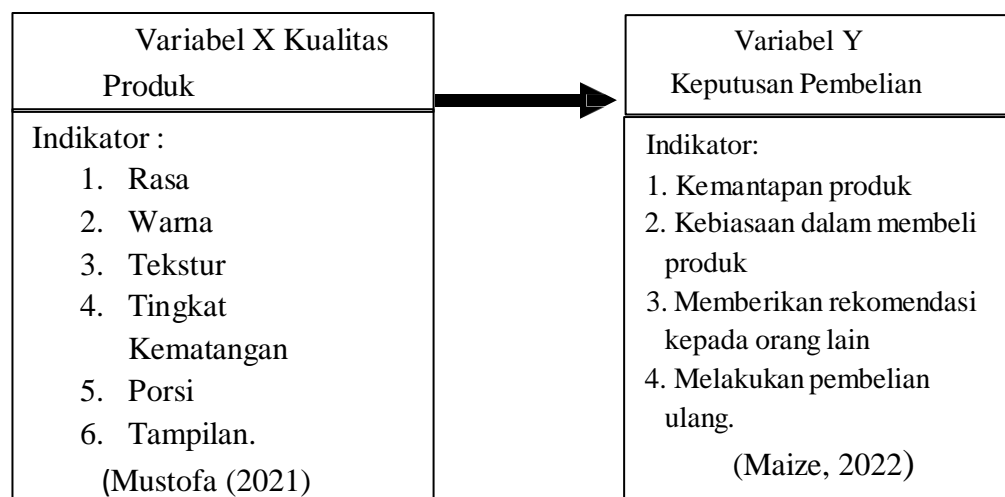 Variabel X Kualitas
Produk
Indikator :
1. Rasa
2. Warna
3. Tekstur
4. Tingkat
Kematangan
5. Porsi
6. Tampilan.
(Mustofa (2021)
Variabel Y
Keputusan Pembelian
Indikator:
1. Kemantapan produk
2. Kebiasaan dalam membeli
produk
3. Memberikan rekomendasi
kepada orang lain
4. Melakukan pembelian
ulang.
(Maize, 2022)